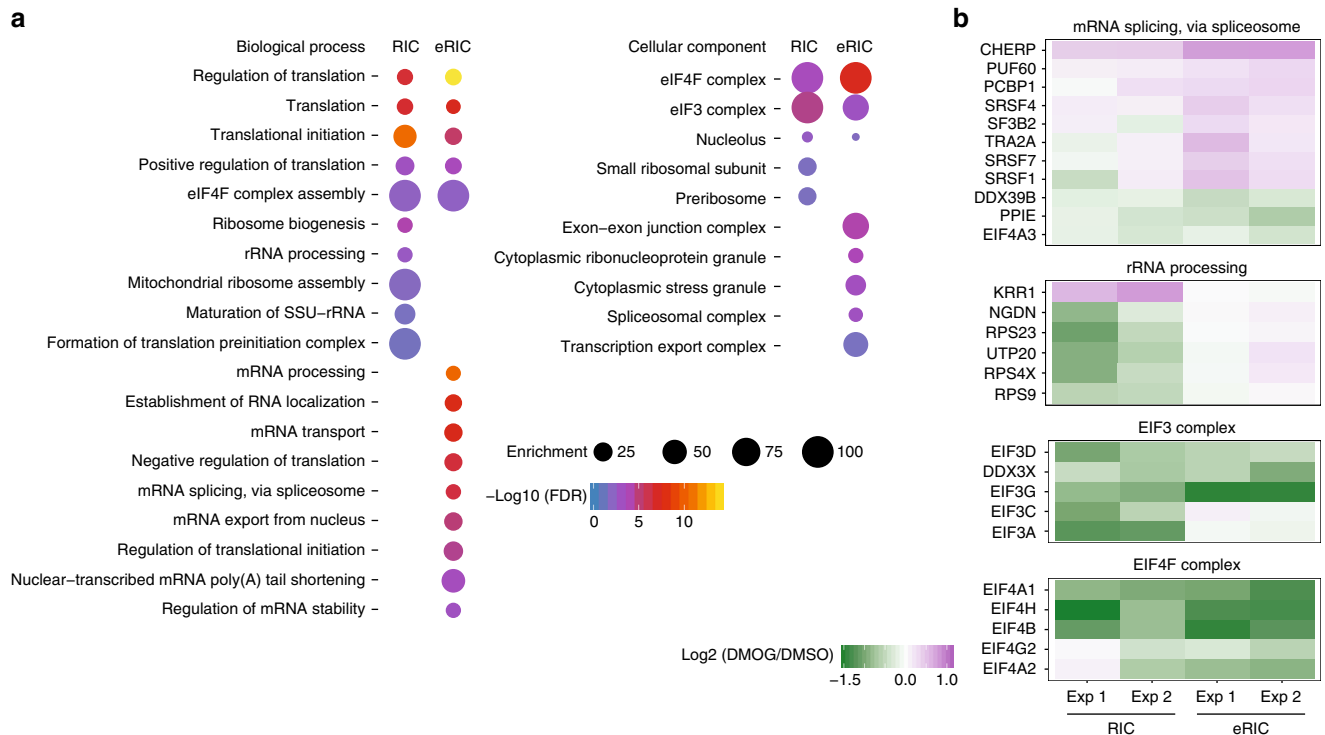 a
Biological process RIC eRIC
Regulation of translation
Translation
Translational initiation
Positive regulation of translation
eIF4F complex assembly
Ribosome biogenesis
rRNA processing
Mitochondrial ribosome assembly
Maturation of SSU−rRNA
Formation of translation preinitiation complex
mRNA processing
Establishment of RNA localization
mRNA transport
Negative regulation of translation
mRNA splicing, via spliceosome
mRNA export from nucleus
Regulation of translational initiation
Nuclear−transcribed mRNA poly(A) tail shortening
Regulation of mRNA stability
Cellular component RIC eRIC
eIF4F complex
eIF3 complex
Nucleolus
Small ribosomal subunit
Preribosome
Exon−exon junction complex
Cytoplasmic ribonucleoprotein granule
Cytoplasmic stress granule
Spliceosomal complex
Transcription export complex
Enrichment 25 50 75 100
−Log10 (FDR)
0 5 10
b
mRNA splicing, via spliceosome
CHERP
PUF60
PCBP1
SRSF4
SF3B2
TRA2A
SRSF7
SRSF1
DDX39B
PPIE
EIF4A3
rRNA processing
KRR1
NGDN
RPS23
UTP20
RPS4X
RPS9
EIF3 complex
EIF3D
DDX3X
EIF3G
EIF3C
EIF3A
EIF4F complex
EIF4A1
EIF4H
EIF4B
EIF4G2
EIF4A2
Exp 1 Exp 2 Exp 1 Exp 2
RIC eRIC
Log2 (DMOG/DMSO)
−1.5 0.0 1.0